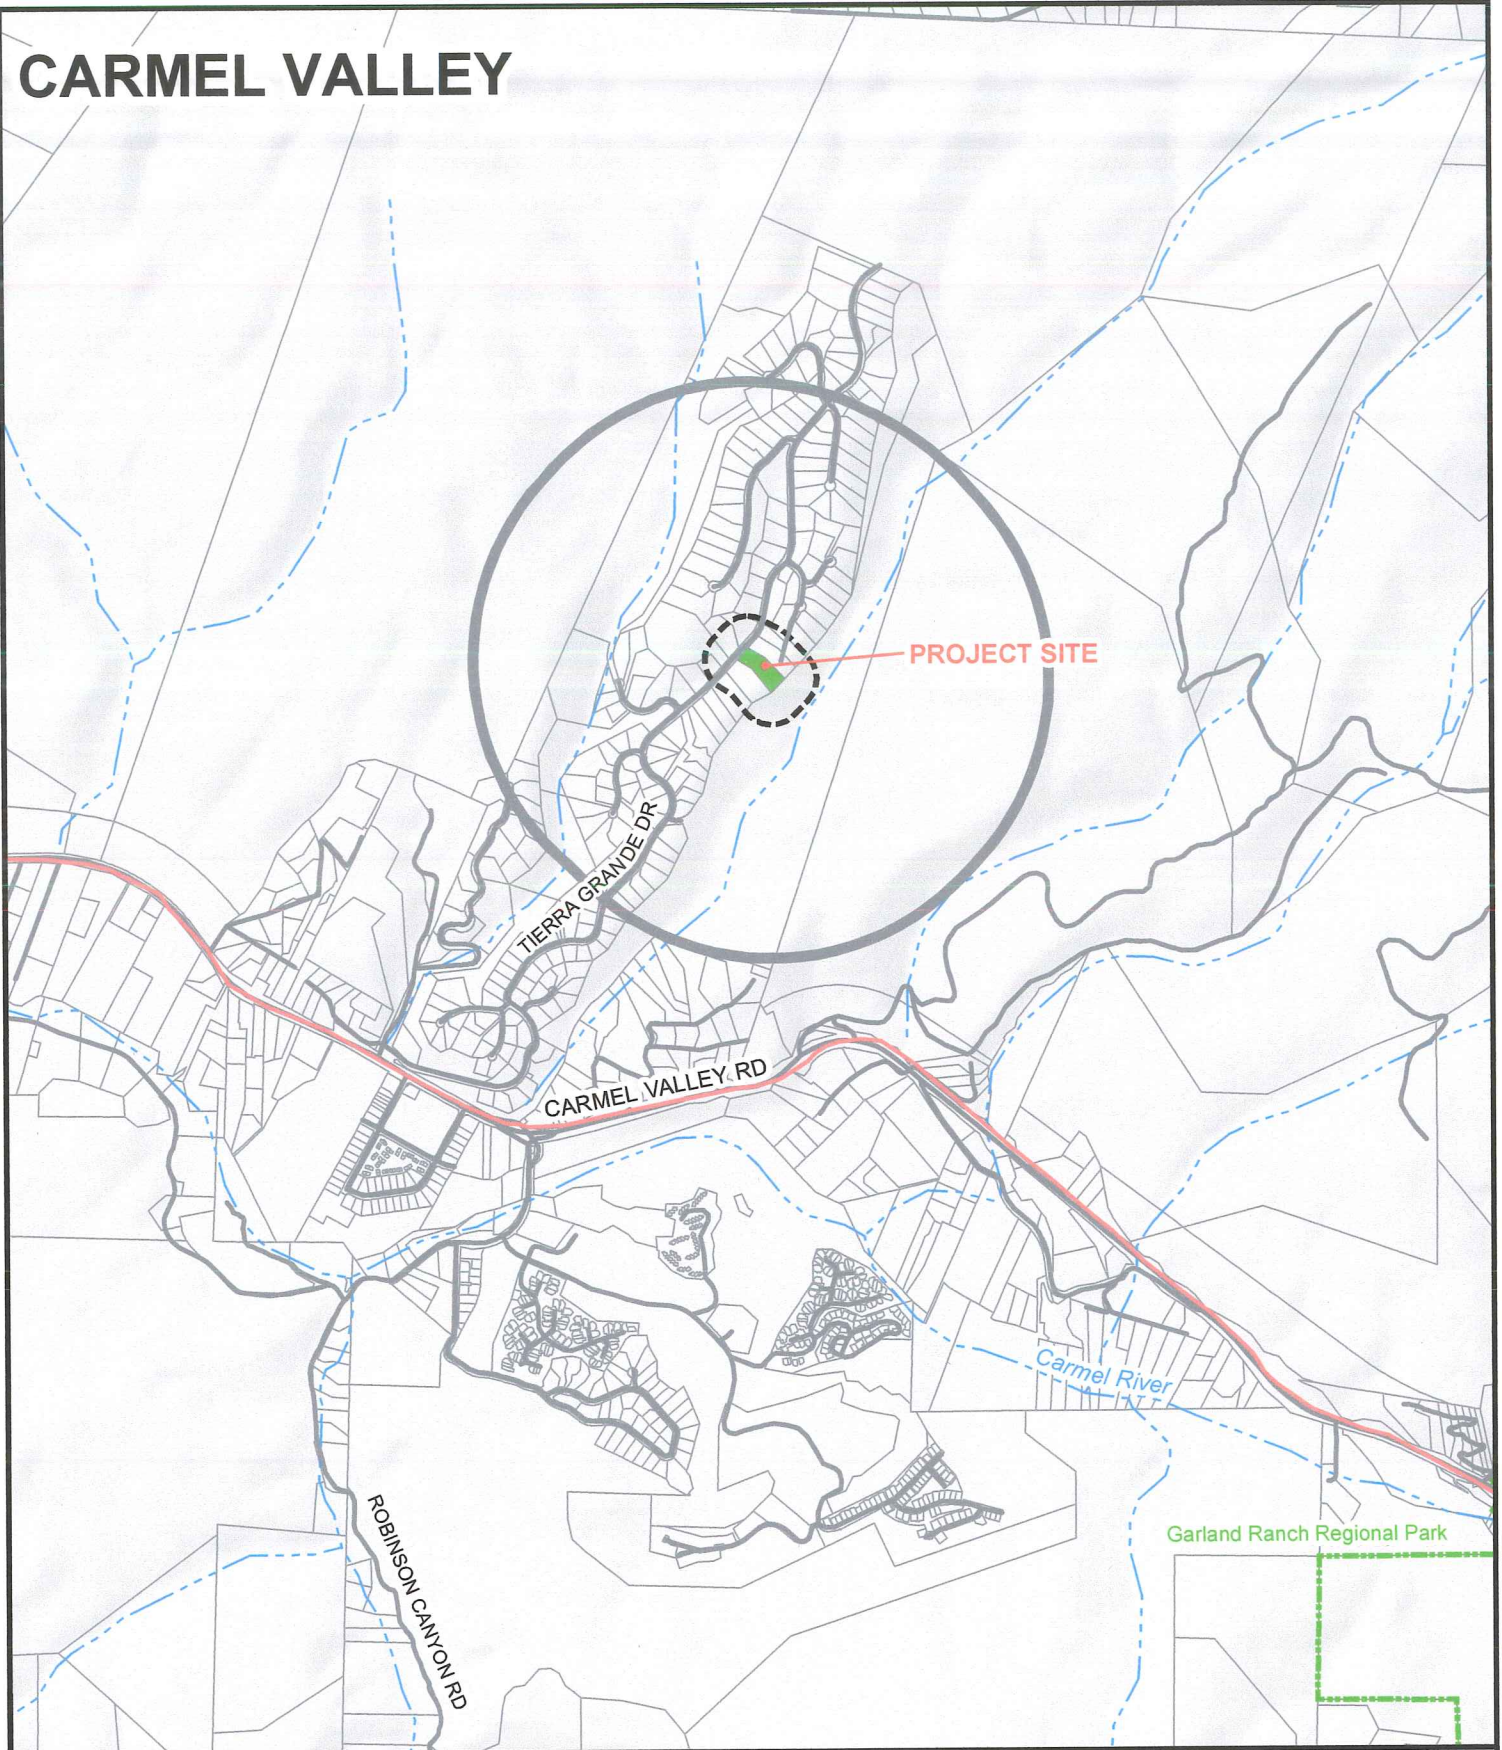 CARMEL VALLEY
PROJECT SITE
TIERRA GRANDE DR
CARMEL VALLEY RD
Carmel River
Garland Ranch Regional Park
ROBINSON CANYON RD